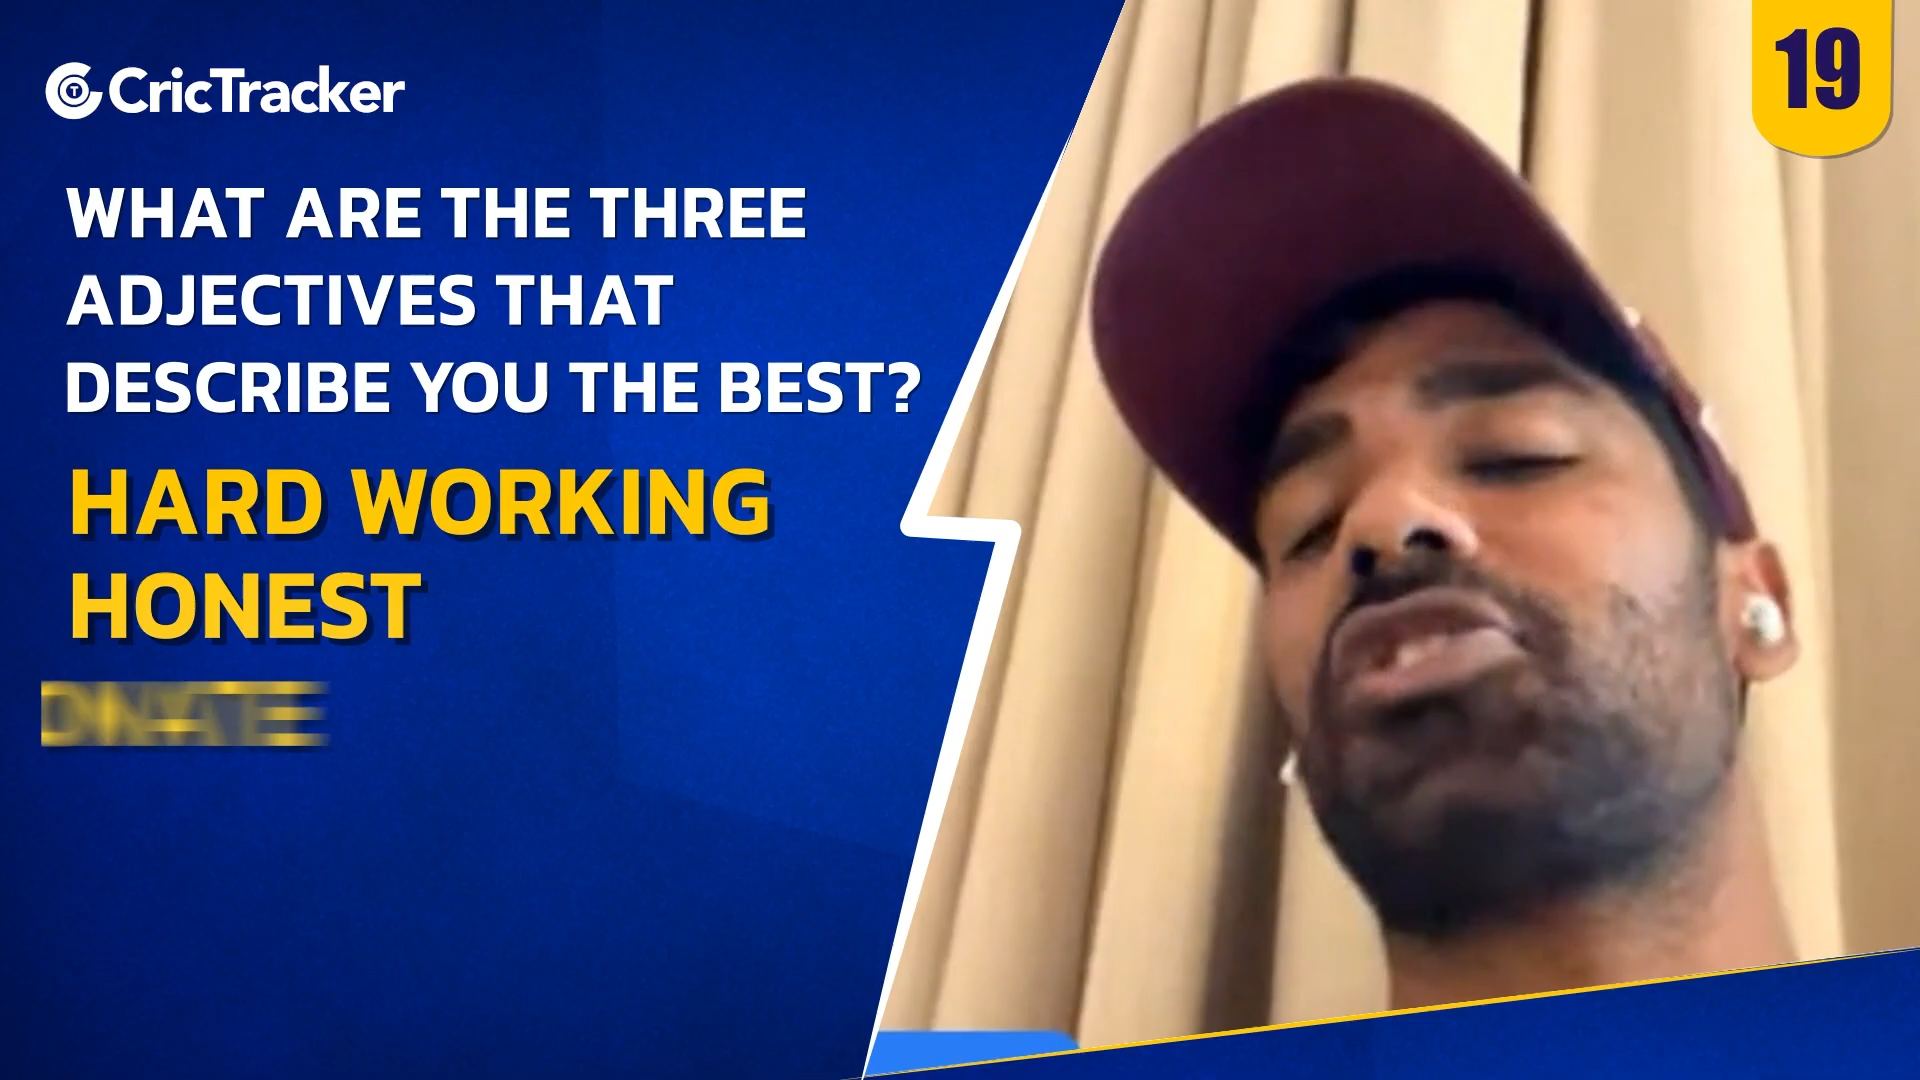 CricTracker
19
WHAT ARE THE THREE
ADJECTIVES THAT
DESCRIBE YOU THE BEST?
HARD WORKING
HONEST